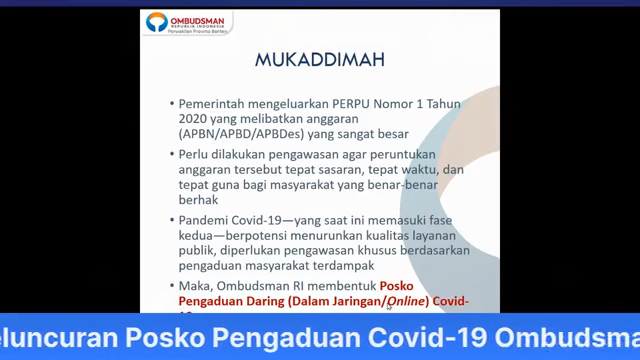 OMBUDSMAN
REPUBLIK INDONESIA
Perwakilan Provinsi Banten
MUKADDIMAH
• Pemerintah mengeluarkan PERPU Nomor 1 Tahun
2020 yang melibatkan anggaran
(APBN/APBD/APBDes) yang sangat besar
• Perlu dilakukan pengawasan agar peruntukan
anggaran tersebut tepat sasaran, tepat waktu, dan
tepat guna bagi masyarakat yang benar-benar
berhak
• Pandemi Covid-19—yang saat ini memasuki fase
kedua—berpotensi menurunkan kualitas layanan
publik, diperlukan pengawasan khusus berdasarkan
pengaduan masyarakat terdampak
• Maka, Ombudsman RI membentuk Posko
Pengaduan Daring (Dalam Jaringan/Online) Covid-
eluncuran Posko Pengaduan Covid-19 Ombudsma